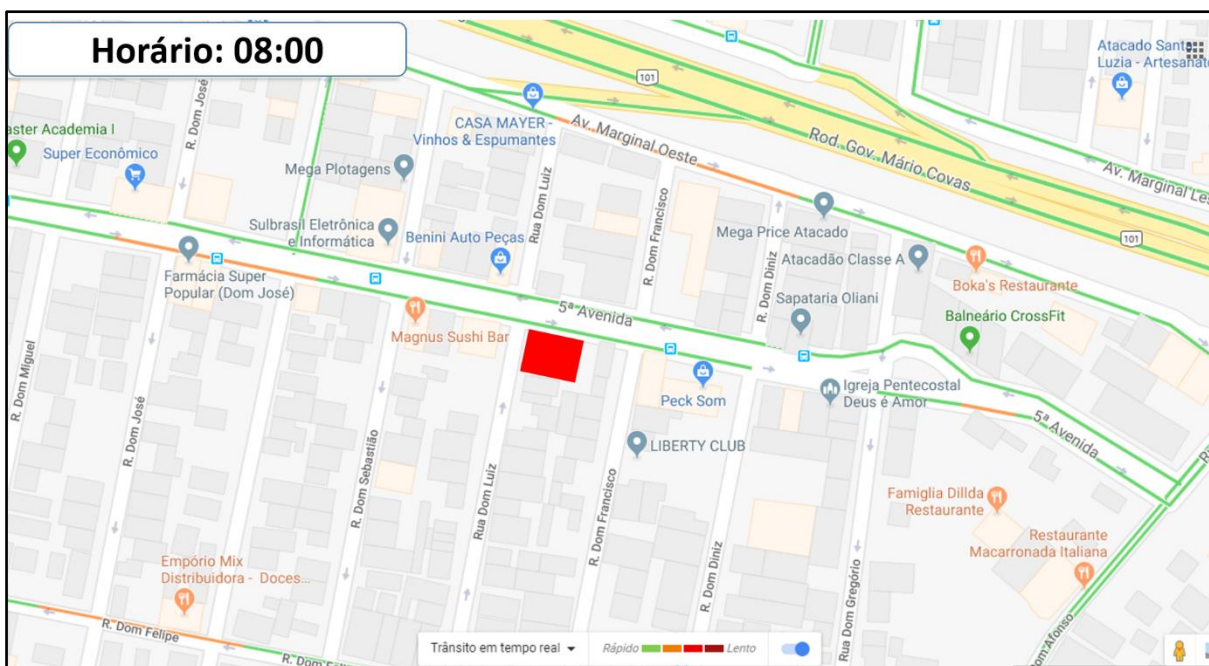 Horário: 08:00
Atacado Santa
Luzia - Artesanato
101
R. Dom José
CASA MAYER -
Vinhos & Espumantes
Av. Marginal Oeste
Rod. Gov. Mário Covas
aster Academia I
Super Econômico
Mega Plotagens
Av. Marginal Les
Rua Dom Luiz
R. Dom Francisco
Sulbrasil Eletrônica
e Informática
Benini Auto Peças
R. Dom Diniz
Mega Price Atacado
101
Atacadão Classe A
Boka's Restaurante
Farmácia Super
Popular (Dom José)
5ª Avenida
Sapataria Oliani
Balneário CrossFit
Magnus Sushi Bar
R. Dom Miguel
Peck Som
Igreja Pentecostal
Deus é Amor
5ª Avenida
R. Dom José
R. Dom Sebastião
Rua Dom Luiz
R. Dom Francisco
LIBERTY CLUB
Famiglia Dillda
Restaurante
Restaurante
Macarronada Italiana
R. Dom Diniz
Rua Dom Gregório
Empório Mix
Distribuidora - Doces...
R. Dom Felipe
R. Dom
Trânsito em tempo real
Rápido
Lento
Dom Afonso